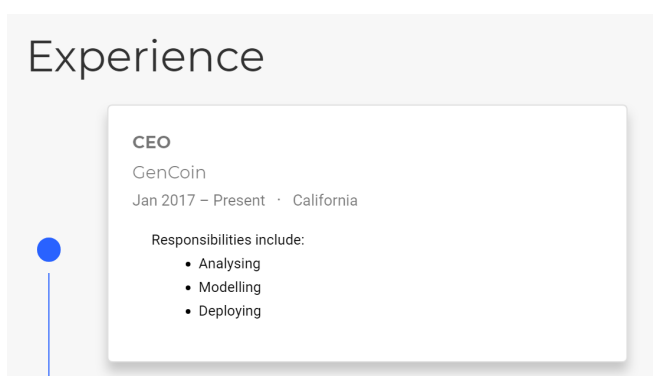 Experience
CEO
GenCoin
Jan 2017 – Present · California
Responsibilities include:
• Analysing
• Modelling
• Deploying